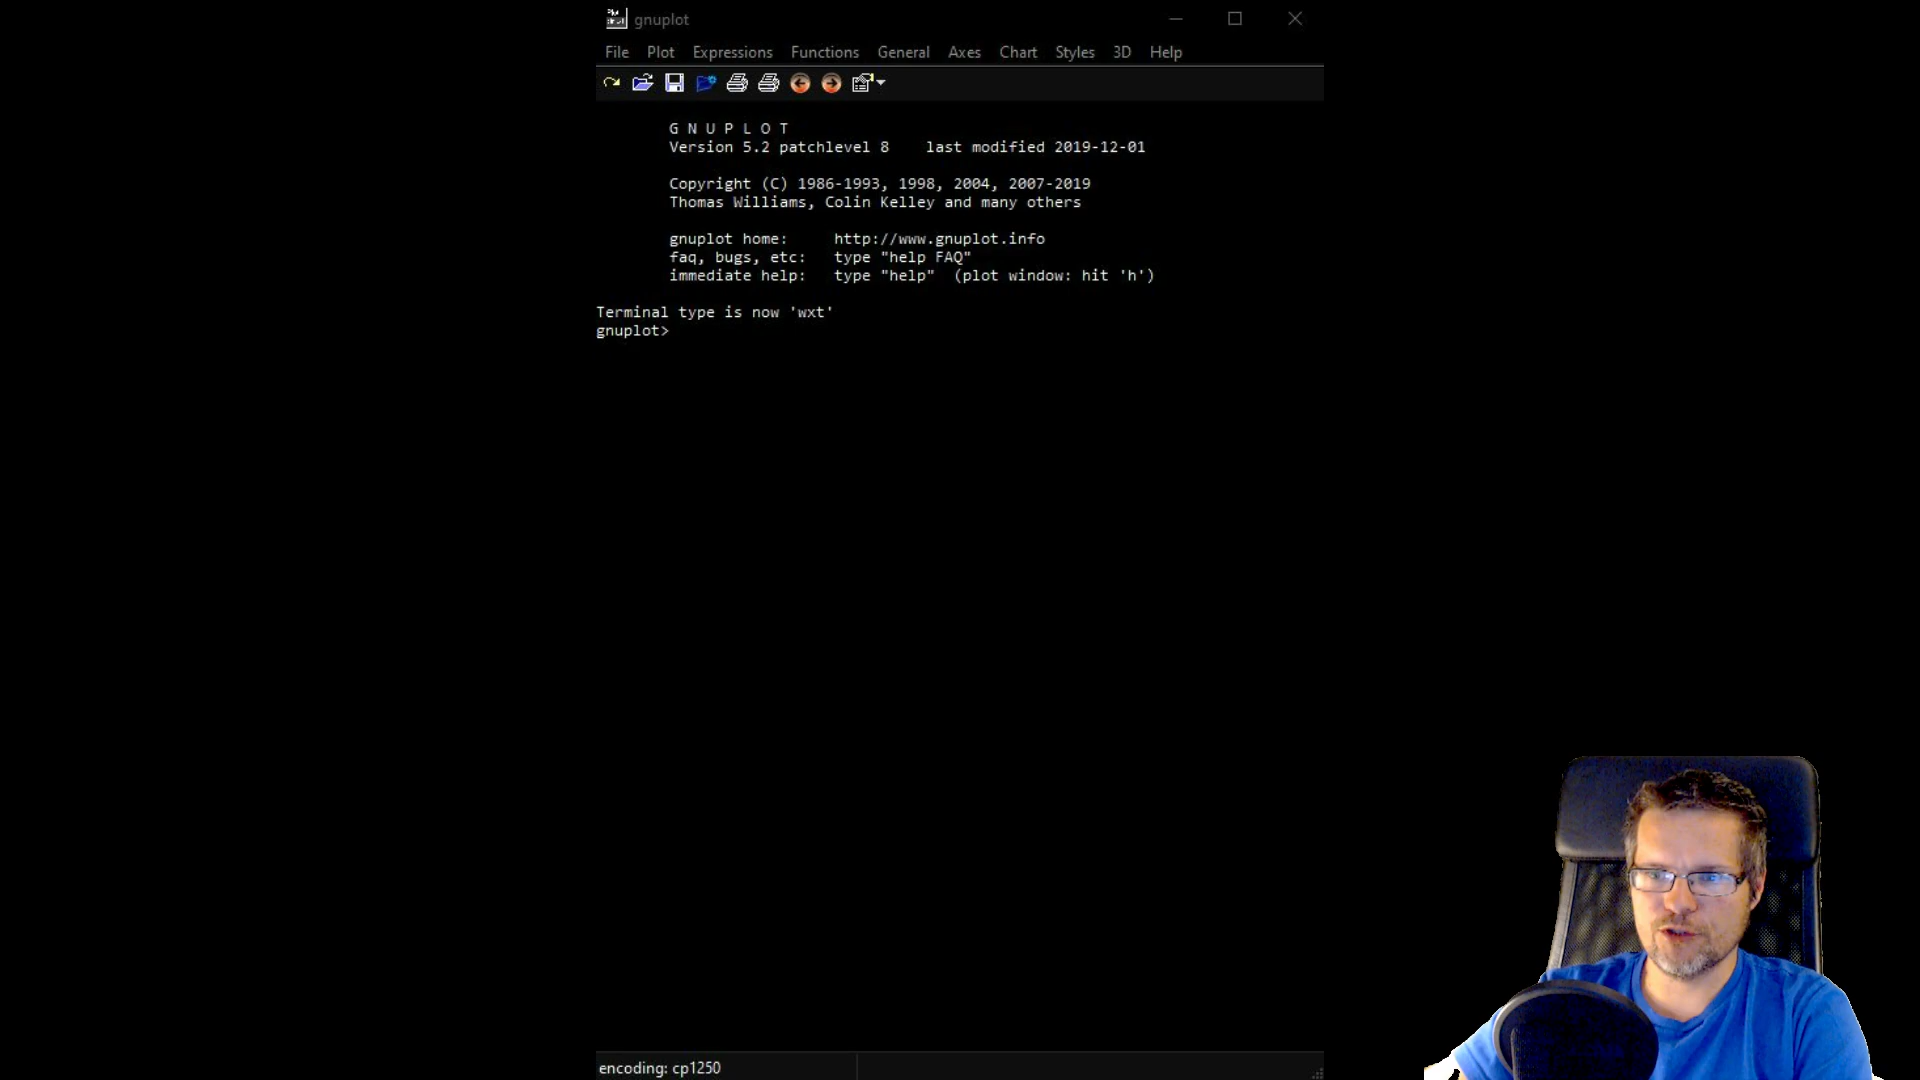 gnuplot
File Plot Expressions Functions General Axes Chart Styles 3D Help
G N U P L O T
Version 5.2 patchlevel 8 last modified 2019-12-01
Copyright (C) 1986-1993, 1998, 2004, 2007-2019
Thomas Williams, Colin Kelley and many others
gnuplot home: http://www.gnuplot.info
faq, bugs, etc: type "help FAQ"
immediate help: type "help" (plot window: hit 'h')
Terminal type is now 'wxt'
gnuplot>
encoding: cp1250